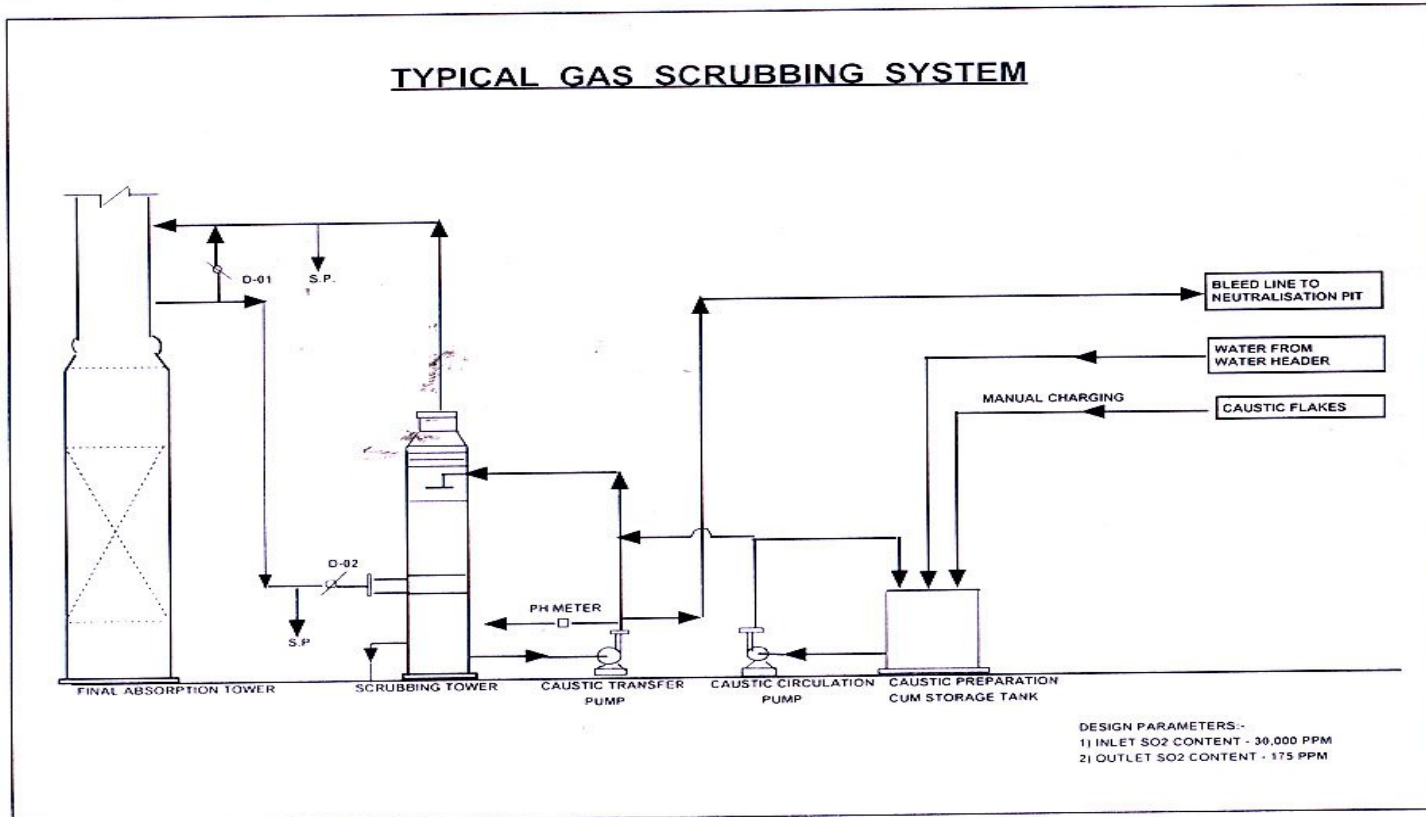 TYPICAL GAS SCRUBBING SYSTEM
D-01
S.P.
BLEED LINE TO
NEUTRALISATION PIT
WATER FROM
WATER HEADER
MANUAL CHARGING
CAUSTIC FLAKES
D-02
S.P
PH METER
FINAL ABSORPTION TOWER
SCRUBBING TOWER
CAUSTIC TRANSFER
PUMP
CAUSTIC CIRCULATION
PUMP
CAUSTIC PREPARATION
CUM STORAGE TANK
DESIGN PARAMETERS:-
1) INLET SO2 CONTENT - 30,000 PPM
2) OUTLET SO2 CONTENT - 175 PPM